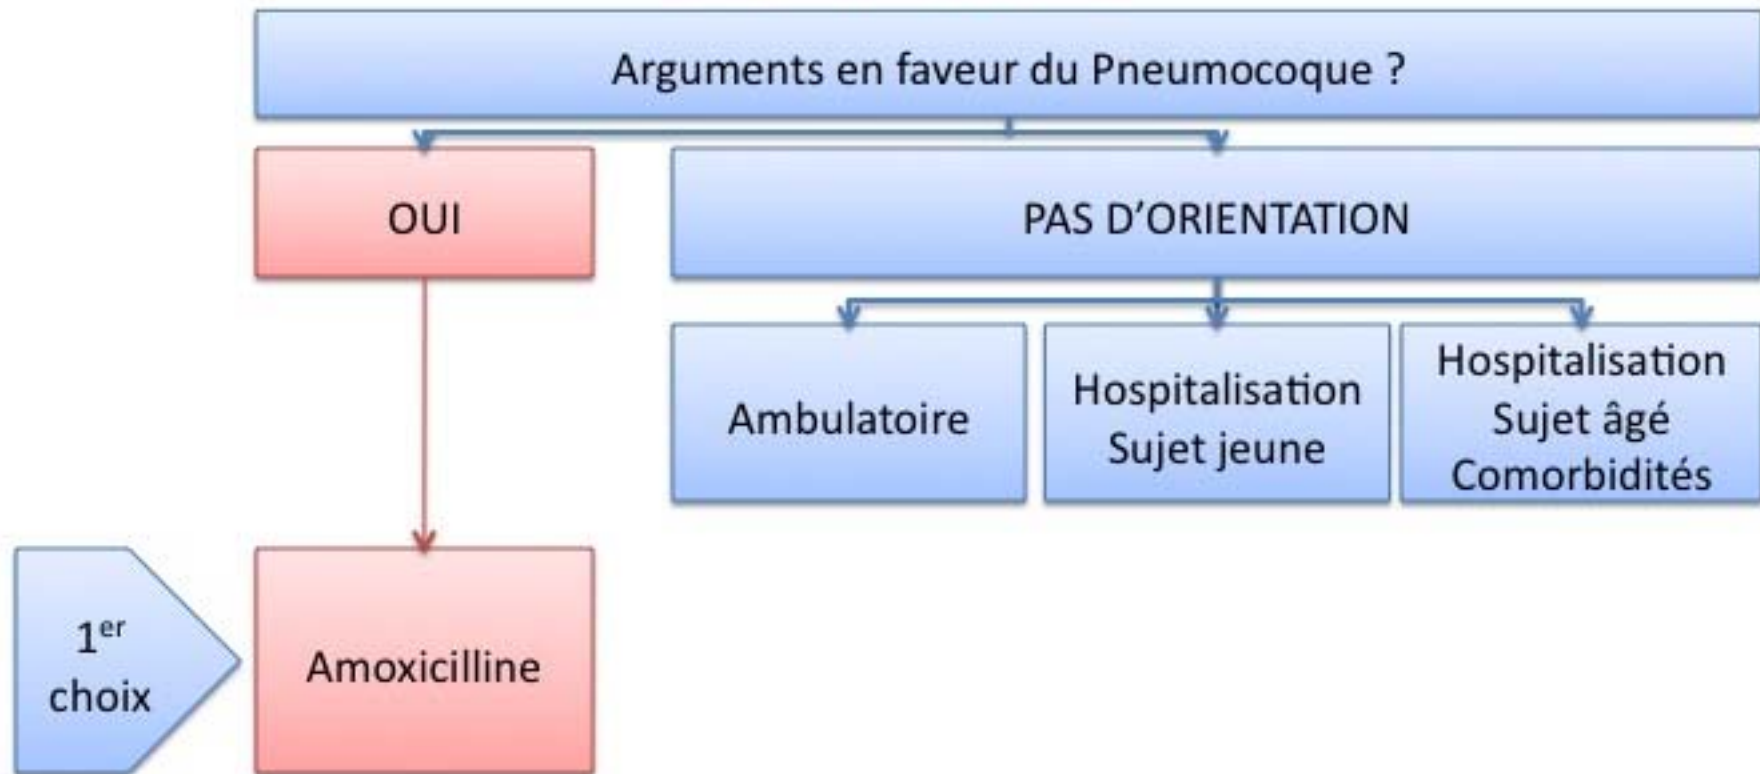 Arguments en faveur du Pneumocoque ?
OUI
PAS D'ORIENTATION
Ambulatoire
Hospitalisation
Sujet jeune
Hospitalisation
Sujet âgé
Comorbidités
1er
choix
Amoxicilline